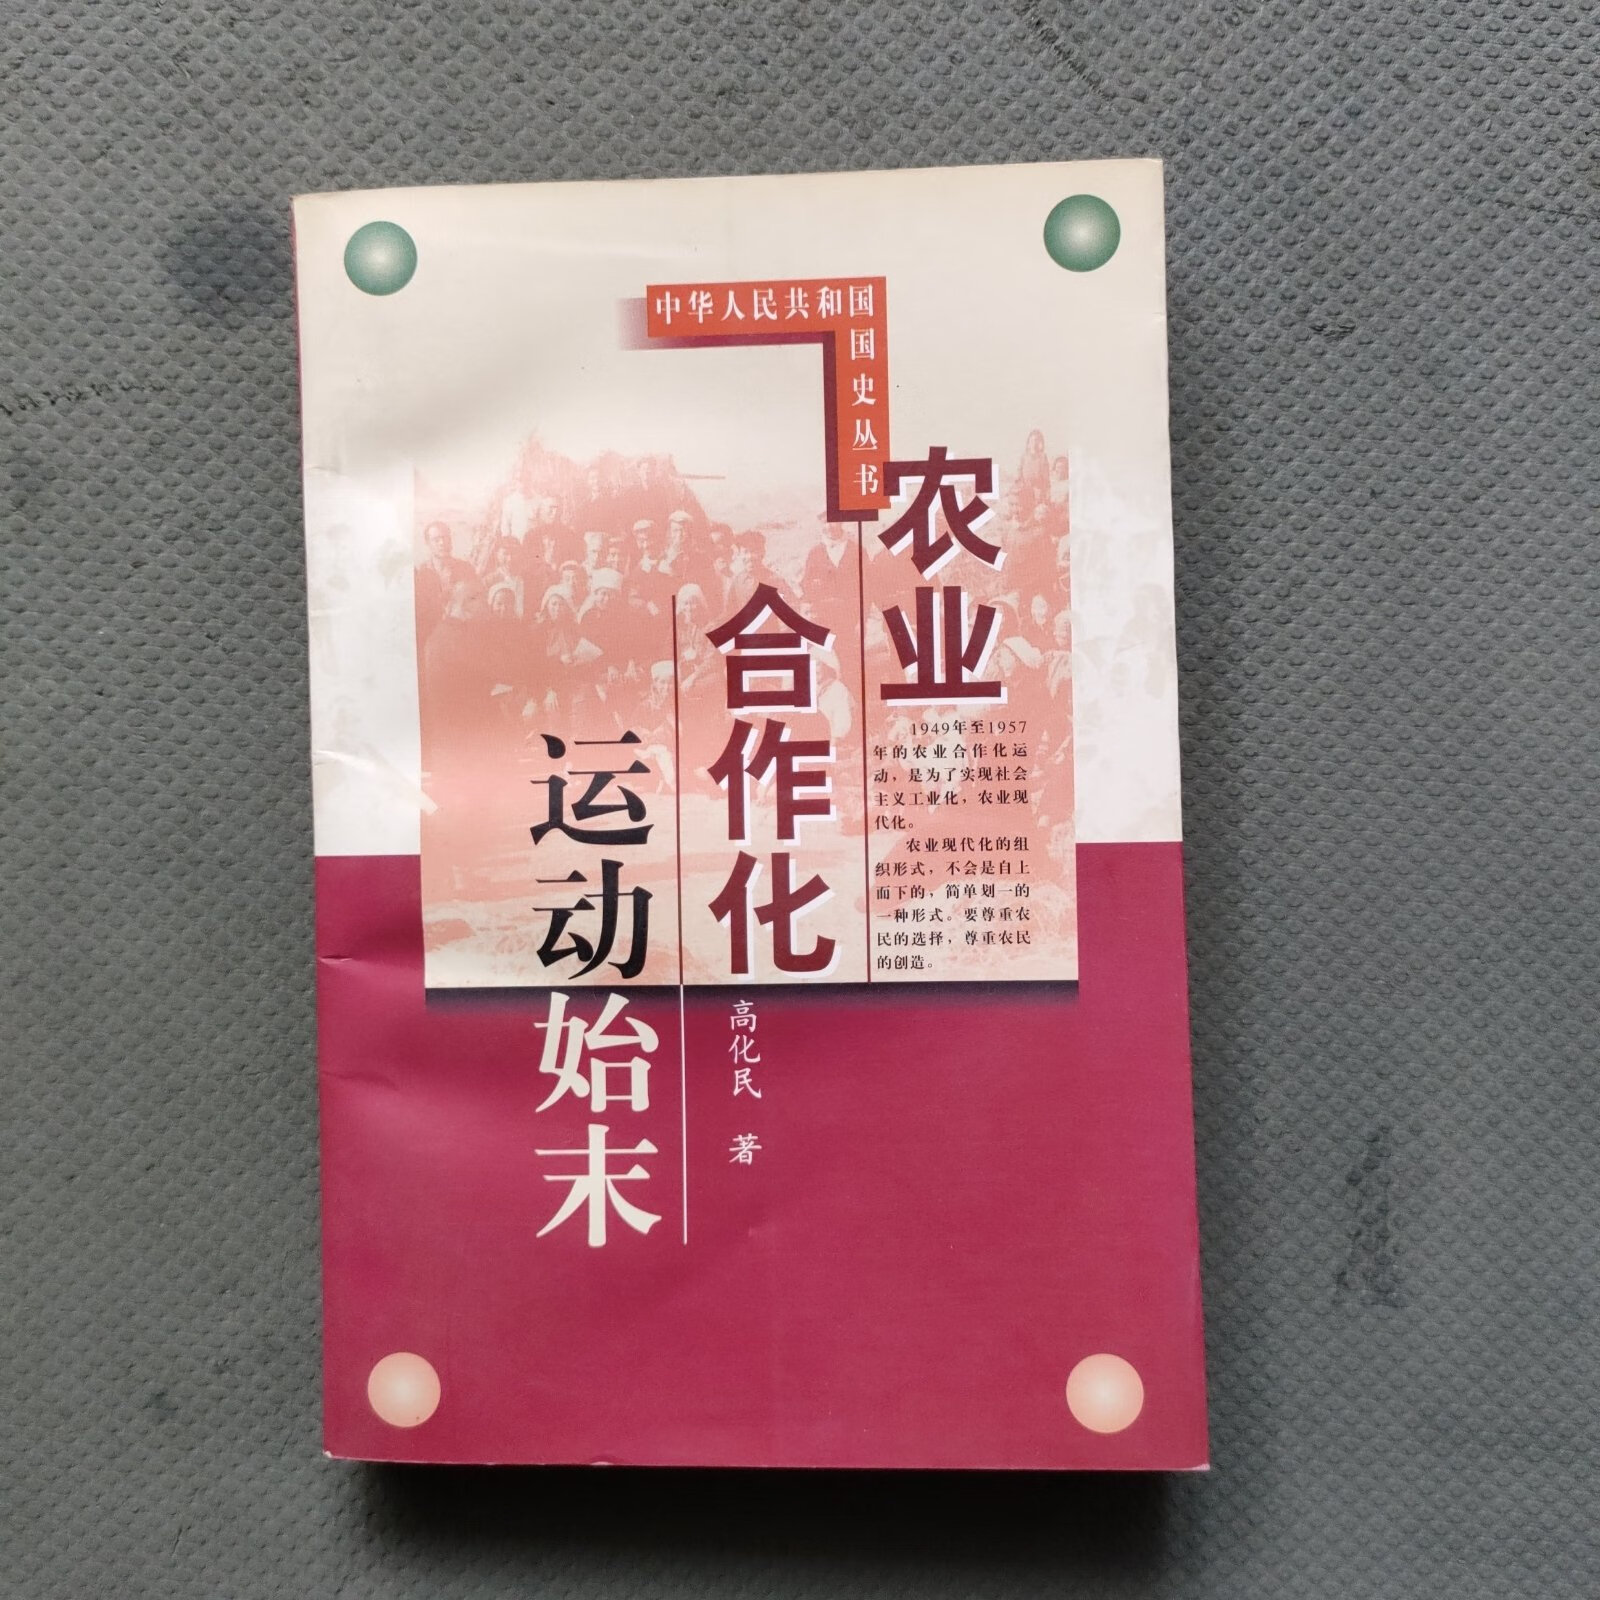 中华人民共和国
国史丛书
农业
合作化
运动始末
1949年至1957
年的农业合作化运
动，是为了实现社会
主义工业化，农业现
代化。
农业现代化的组
织形式，不会是自上
而下的，简单划一的
一种形式。要尊重农
民的选择，尊重农民
的创造。
高化民 著